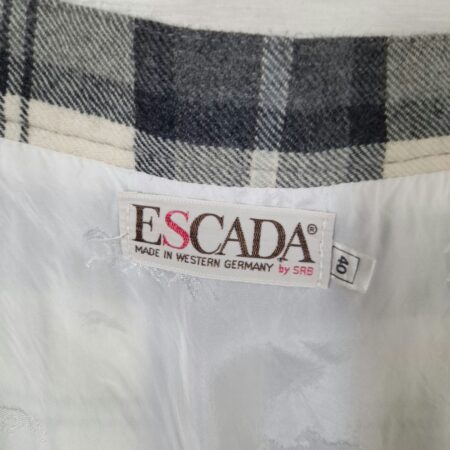 ESCADA®
MADE IN WESTERN GERMANY by SRB
40